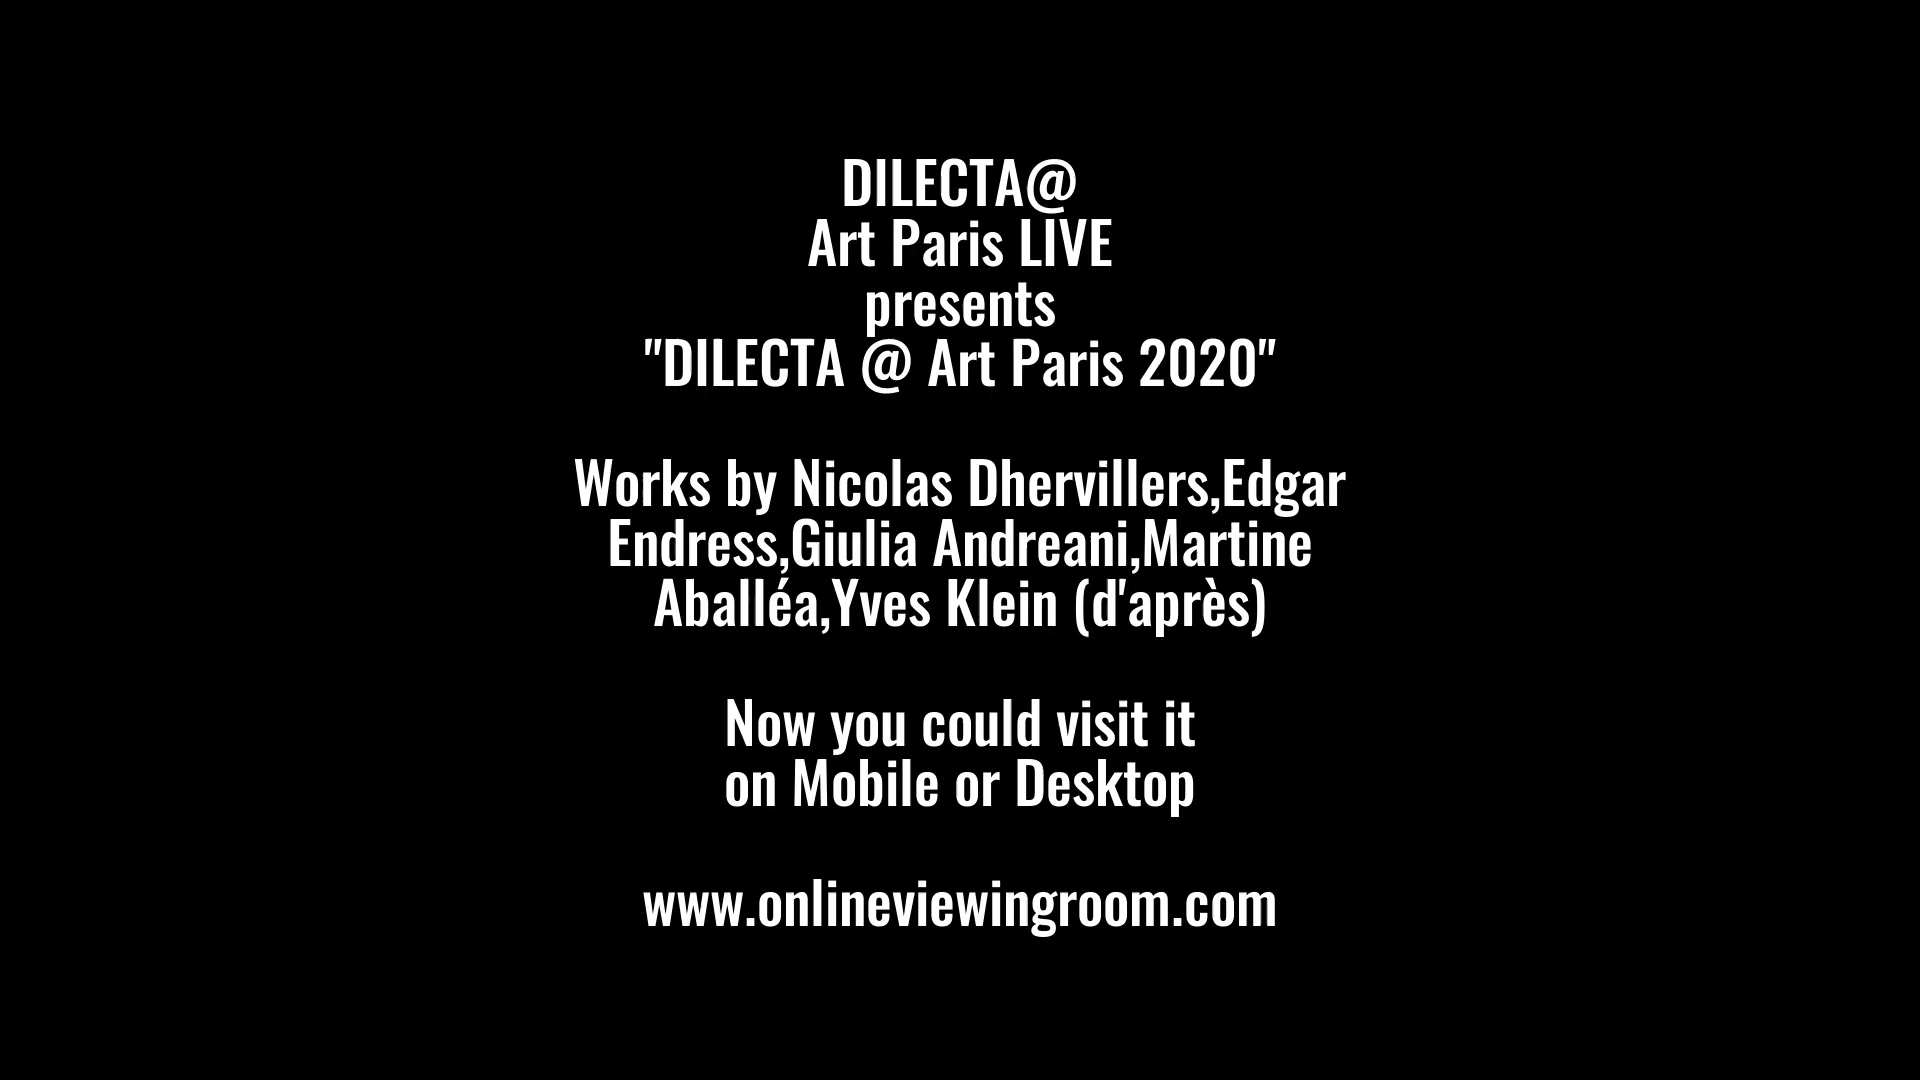 DILECTA@
Art Paris LIVE
presents
"DILECTA @ Art Paris 2020"
Works by Nicolas Dhervillers,Edgar
Endress,Giulia Andreani,Martine
Aballéa,Yves Klein (d'après)
Now you could visit it
on Mobile or Desktop
www.onlineviewingroom.com